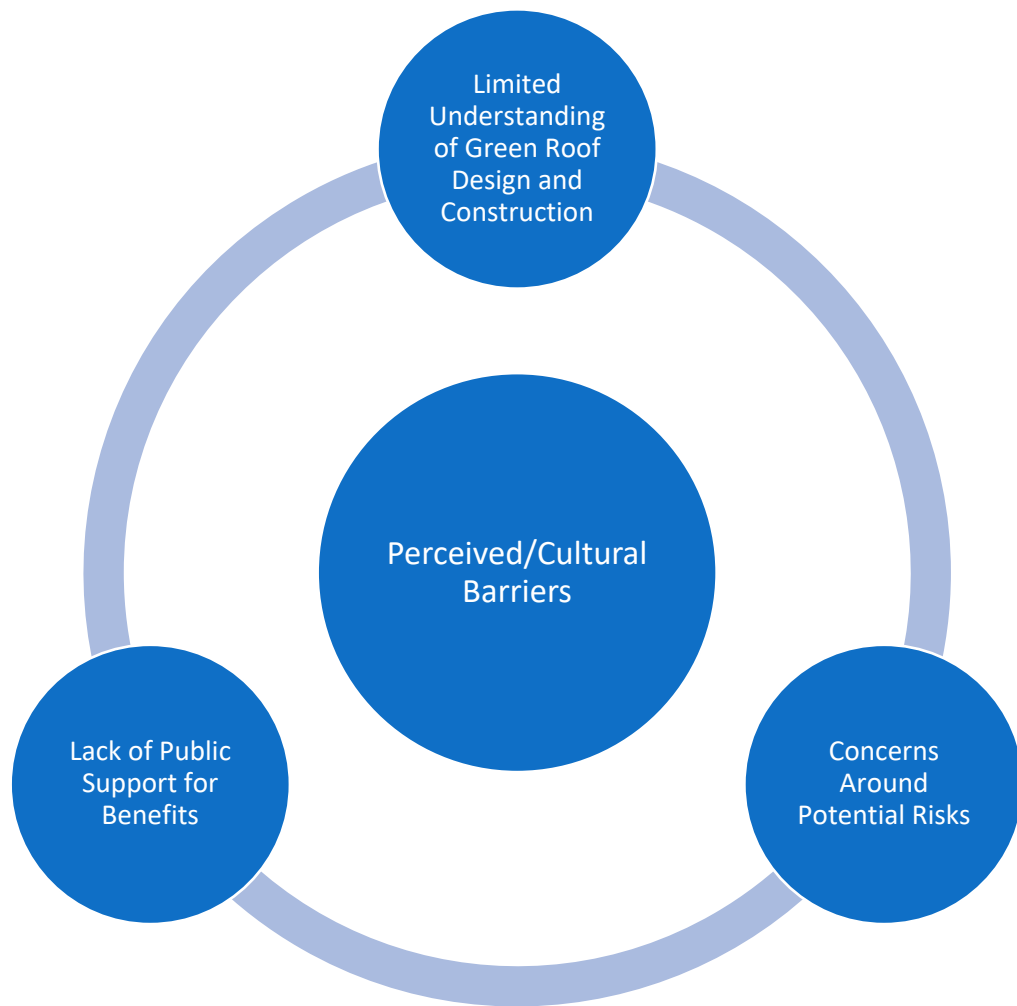 Limited
Understanding
of Green Roof
Design and
Construction
Perceived/Cultural
Barriers
Lack of Public
Support for
Benefits
Concerns
Around
Potential Risks